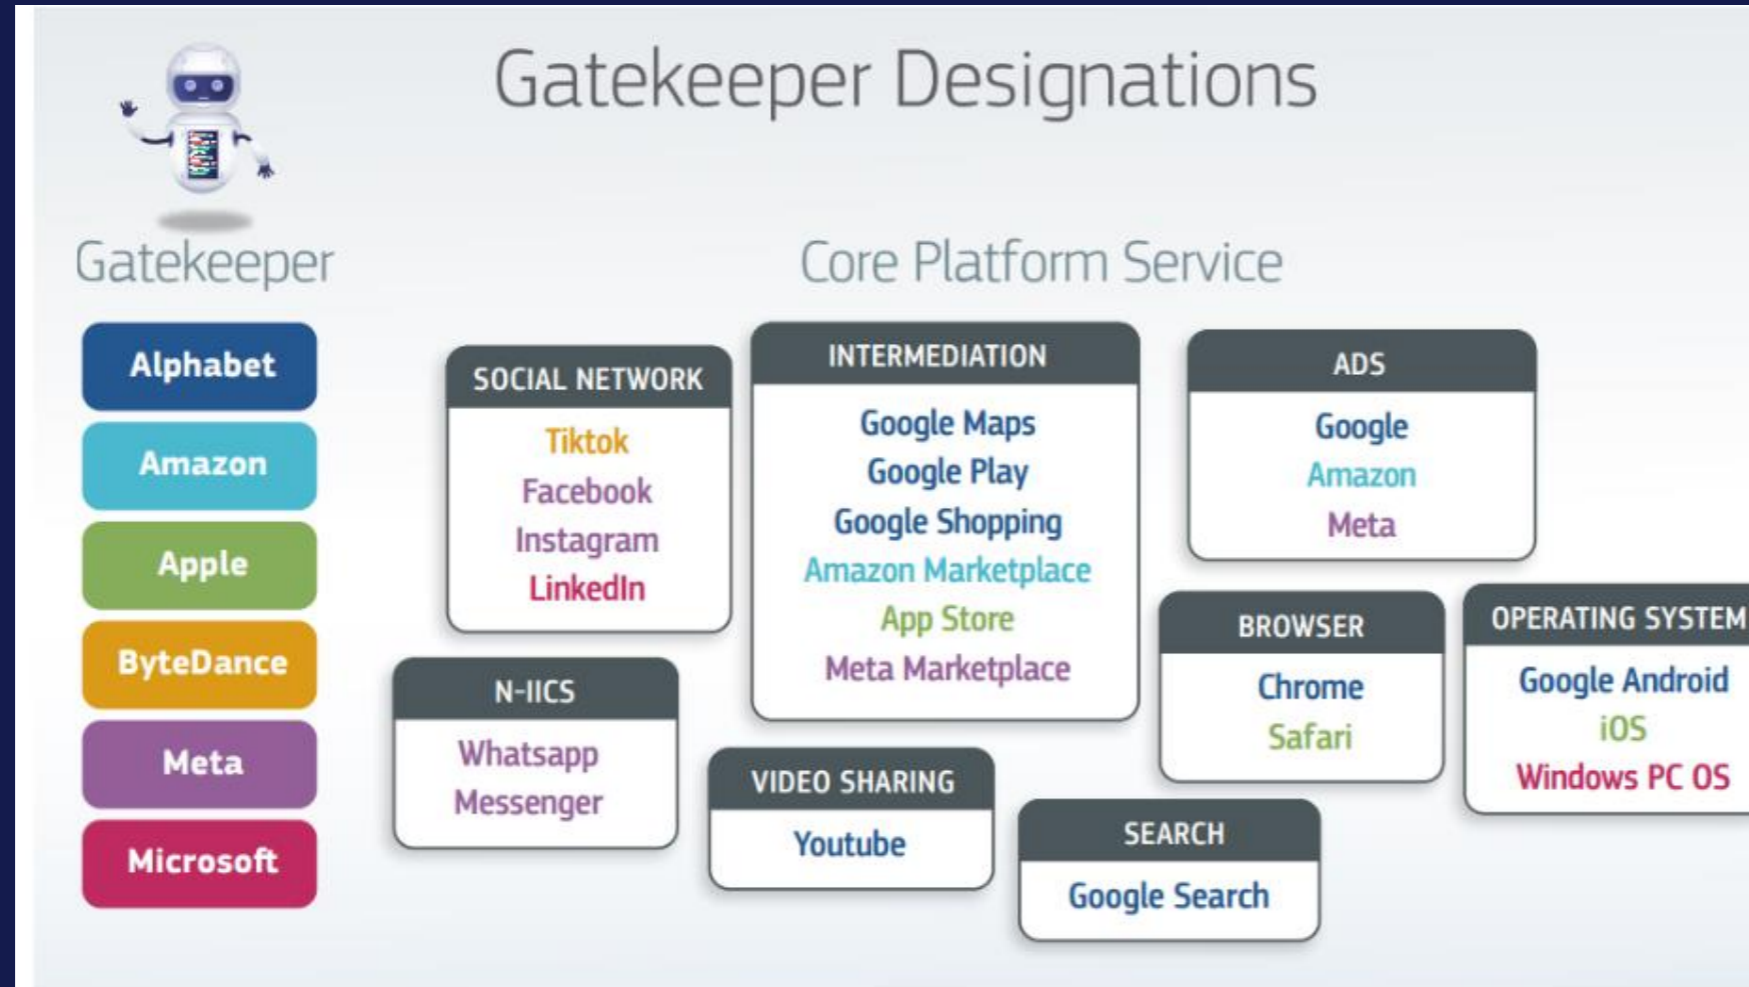 Gatekeeper Designations
Gatekeeper
Core Platform Service
Alphabet
Amazon
Apple
ByteDance
Meta
Microsoft
SOCIAL NETWORK
Tiktok
Facebook
Instagram
LinkedIn
N-IICS
Whatsapp
Messenger
INTERMEDIATION
Google Maps
Google Play
Google Shopping
Amazon Marketplace
App Store
Meta Marketplace
VIDEO SHARING
Youtube
ADS
Google
Amazon
Meta
BROWSER
Chrome
Safari
SEARCH
Google Search
OPERATING SYSTEM
Google Android
iOS
Windows PC OS